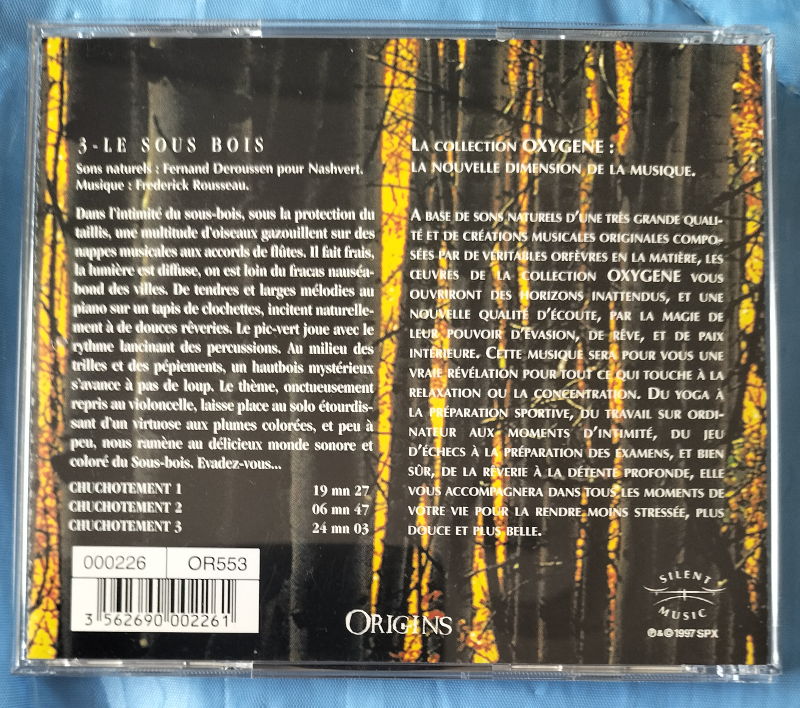 3 - LE SOUS BOIS
Sons naturels : Fernand Deroussen pour Nashvert.
Musique : Frederick Rousseau.
Dans l'intimité du sous-bois, sous la protection du
taillis, une multitude d'oiseaux gazouillent sur des
nappes musicales aux accords de flûtes. Il fait frais,
la lumière est diffuse, on est loin du fracas nauséa-
bond des villes. De tendres et larges mélodies au
piano sur un tapis de clochettes, incitent naturelle-
ment à de douces rêveries. Le pic-vert joue avec le
rythme lancinant des percussions. Au milieu des
trilles et des pépiements, un hautbois mystérieux
s'avance à pas de loup. Le thème, onctueusement
repris au violoncelle, laisse place au solo étourdis-
sant d'un virtuose aux plumes colorées, et peu à
peu, nous ramène au délicieux monde sonore et
coloré du Sous-bois. Evadez-vous...
CHUCHOTEMENT 1 19 mn 27
CHUCHOTEMENT 2 06 mn 47
CHUCHOTEMENT 3 24 mn 03
000226 OR553
3 562690 002261
LA COLLECTION OXYGENE :
LA NOUVELLE DIMENSION DE LA MUSIQUE.
A BASE DE SONS NATURELS D'UNE TRÈS GRANDE QUALI-
TÉ ET DE CRÉATIONS MUSICALES ORIGINALES COMPO-
SÉES PAR DE VÉRITABLES ORFÈVRES EN LA MATIÈRE, LES
ŒUVRES DE LA COLLECTION OXYGENE VOUS
OUVRIRONT DES HORIZONS INATTENDUS, ET UNE
NOUVELLE QUALITÉ D'ÉCOUTE, PAR LA MAGIE DE
LEUR POUVOIR D'EVASION, DE RÊVE, ET DE PAIX
INTÉRIEURE. CETTE MUSIQUE SERA POUR VOUS UNE
VRAIE RÉVÉLATION POUR TOUT CE QUI TOUCHE À LA
RELAXATION OU LA CONCENTRATION. DU YOGA À
LA PRÉPARATION SPORTIVE, DU TRAVAIL SUR ORDI-
NATEUR AUX MOMENTS D'INTIMITÉ, DU JEU
D'ÉCHECS À LA PRÉPARATION DES EXAMENS, ET BIEN
SÛR, DE LA RÊVERIE À LA DÉTENTE PROFONDE, ELLE
VOUS ACCOMPAGNERA DANS TOUS LES MOMENTS DE
VOTRE VIE POUR LA RENDRE MOINS STRESSÉE, PLUS
DOUCE ET PLUS BELLE.
ORIGINS
SILENT
MUSIC
℗&©1997 SPX